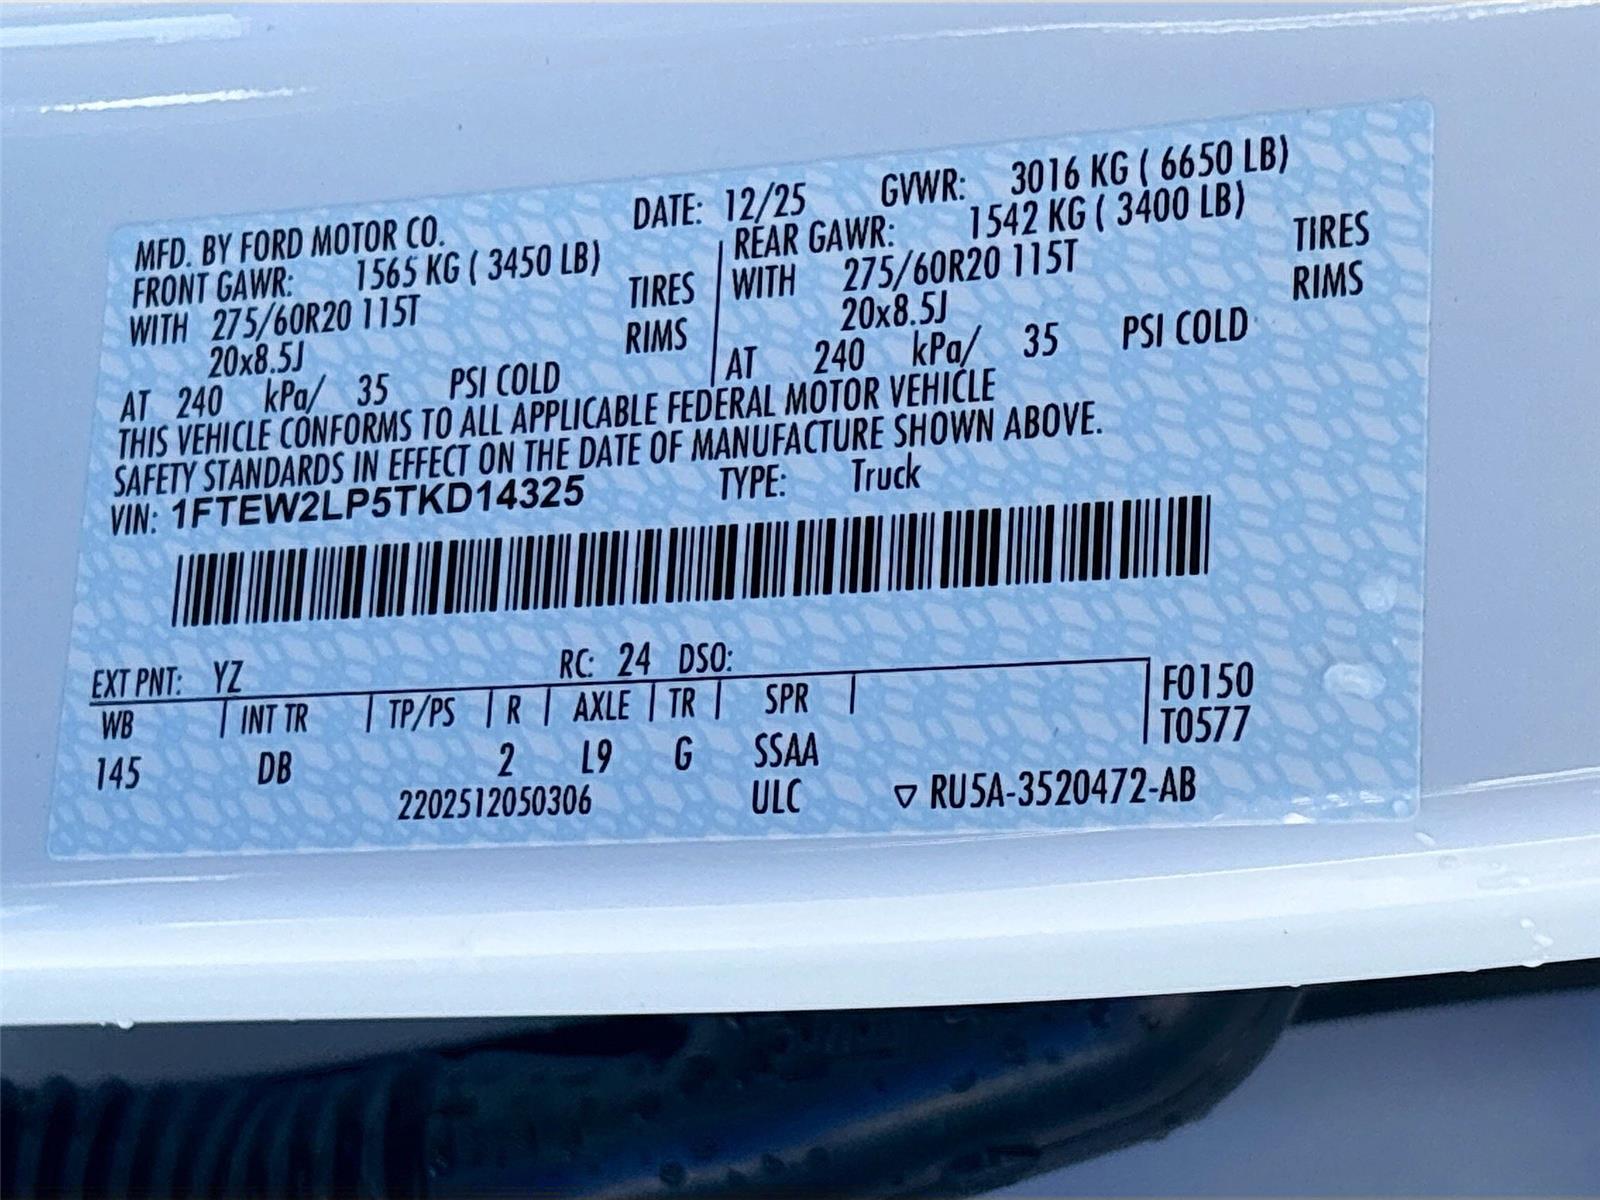 MFD. BY FORD MOTOR CO. DATE: 12/25 GVWR: 3016 KG ( 6650 LB)
FRONT GAWR: 1565 KG ( 3450 LB) REAR GAWR: 1542 KG ( 3400 LB)
WITH 275/60R20 115T TIRES WITH 275/60R20 115T TIRES
20x8.5J RIMS 20x8.5J RIMS
AT 240 kPa/ 35 PSI COLD AT 240 kPa/ 35 PSI COLD
THIS VEHICLE CONFORMS TO ALL APPLICABLE FEDERAL MOTOR VEHICLE
SAFETY STANDARDS IN EFFECT ON THE DATE OF MANUFACTURE SHOWN ABOVE.
VIN: 1FTEW2LP5TKD14325 TYPE: Truck
EXT PNT: YZ RC: 24 DSO:
WB INT TR TP/PS R AXLE TR SPR F0150
T0577
145 DB 2 L9 G SSAA
2202512050306 ULC ▽ RU5A-3520472-AB